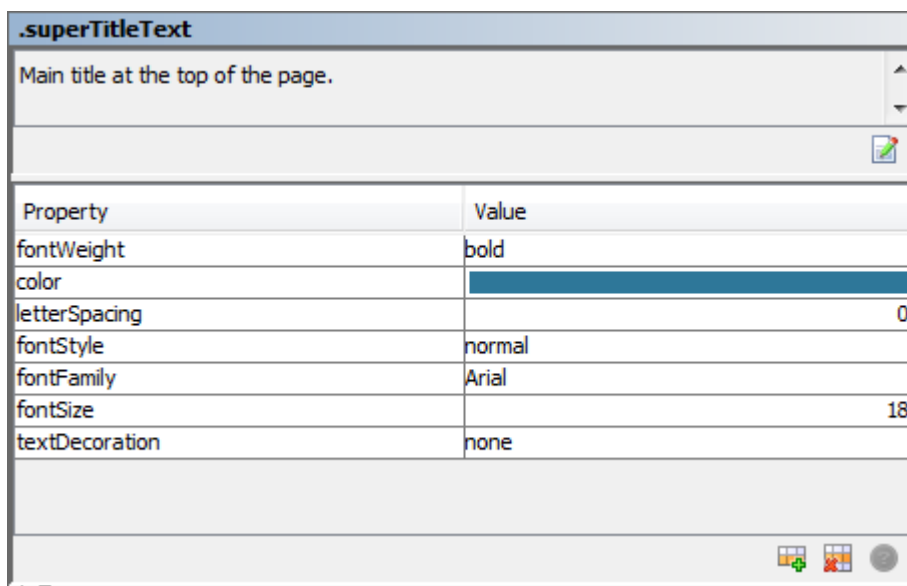 .superTitleText
Main title at the top of the page.
Property Value
fontWeight bold
color
letterSpacing 0
fontStyle normal
fontFamily Arial
fontSize 18
textDecoration none